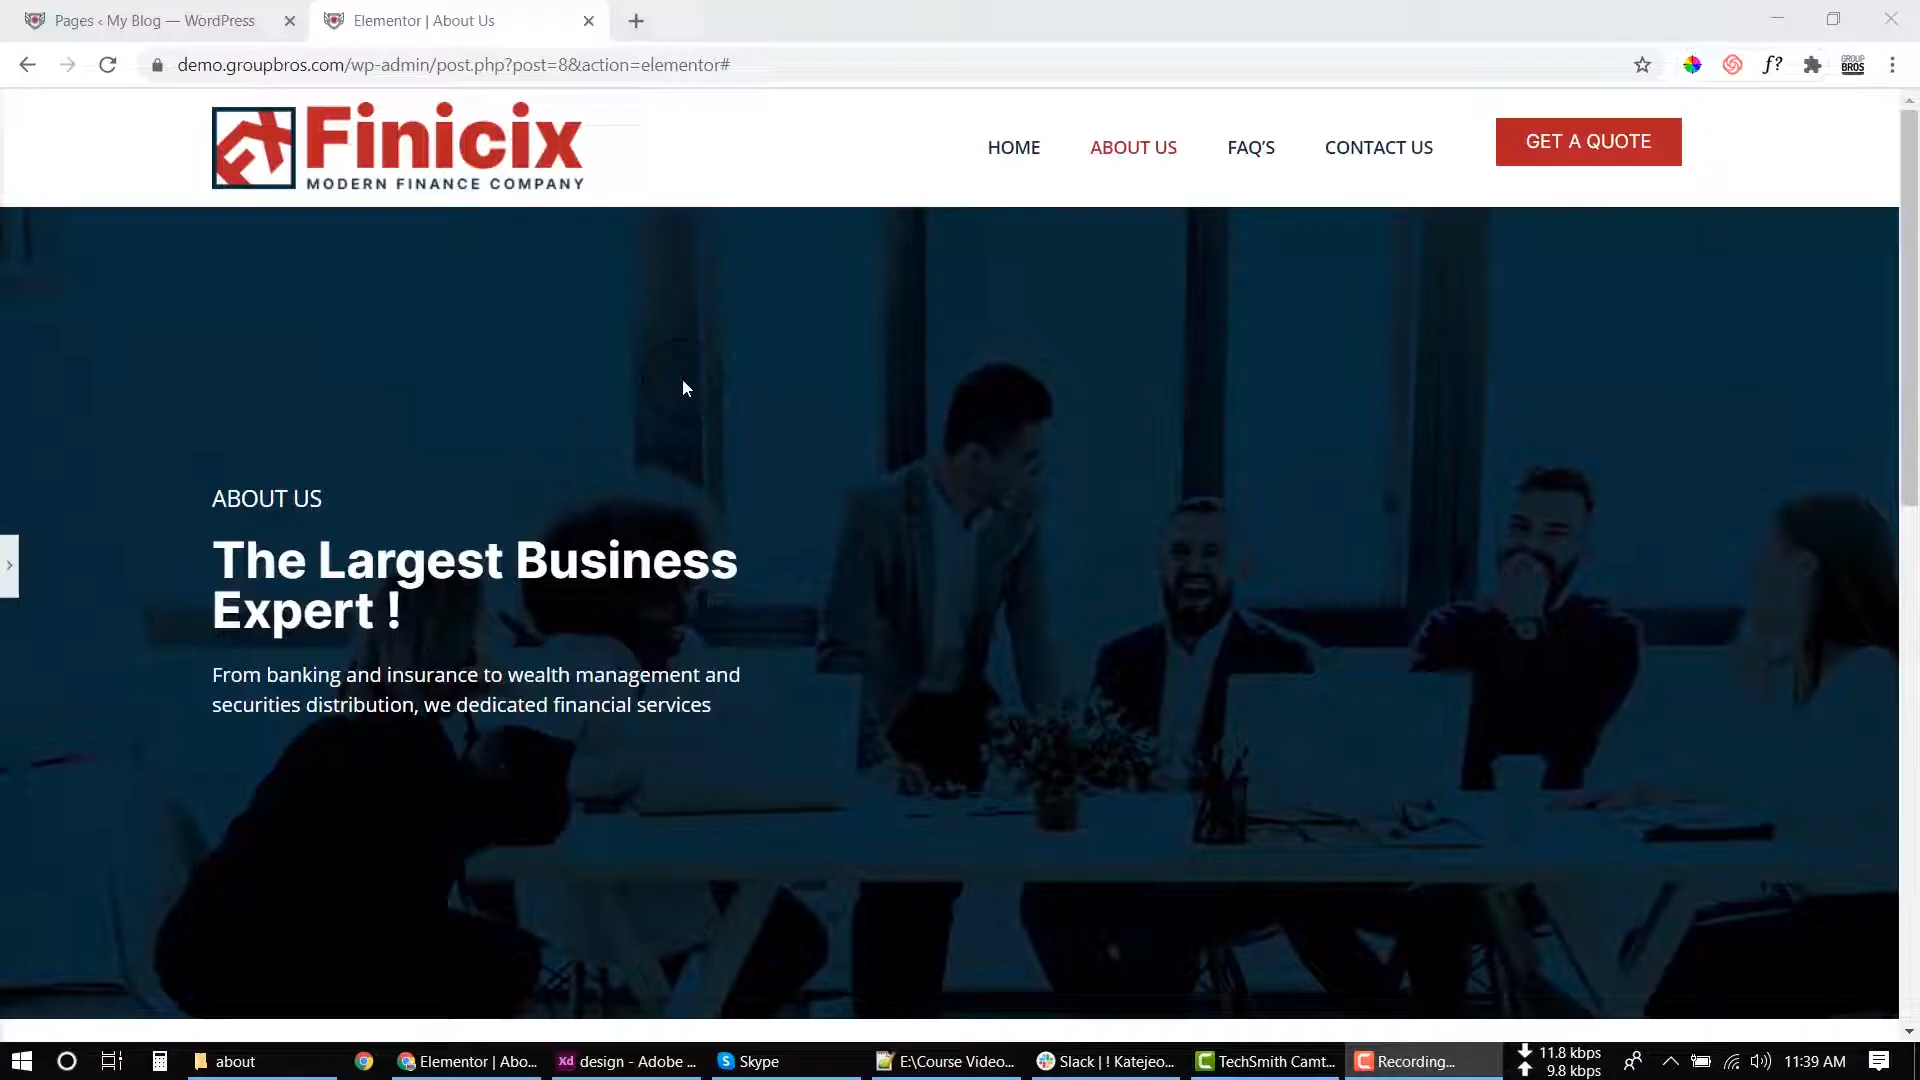 Pages ‹ My Blog — WordPress
Elementor | About Us
demo.groupbros.com/wp-admin/post.php?post=8&action=elementor#
f?
GROUP
BROS
Finicix
MODERN FINANCE COMPANY
HOME
ABOUT US
FAQ'S
CONTACT US
GET A QUOTE
ABOUT US
The Largest Business
Expert !
From banking and insurance to wealth management and
securities distribution, we dedicated financial services
about
Elementor | Abo...
Xd
design - Adobe ...
Skype
E:\Course Video...
Slack | ! Katejeo...
TechSmith Camt...
Recording...
11.8 kbps
9.8 kbps
11:39 AM